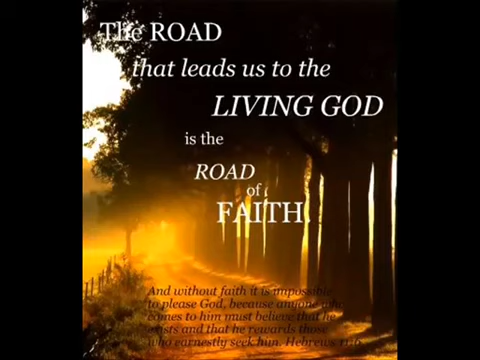 The ROAD
that leads us to the
LIVING GOD
is the
ROAD
of
FAITH.
And without faith it is impossible
to please God, because anyone who
comes to him must believe that he
exists and that he rewards those
who earnestly seek him. Hebrews 11:6